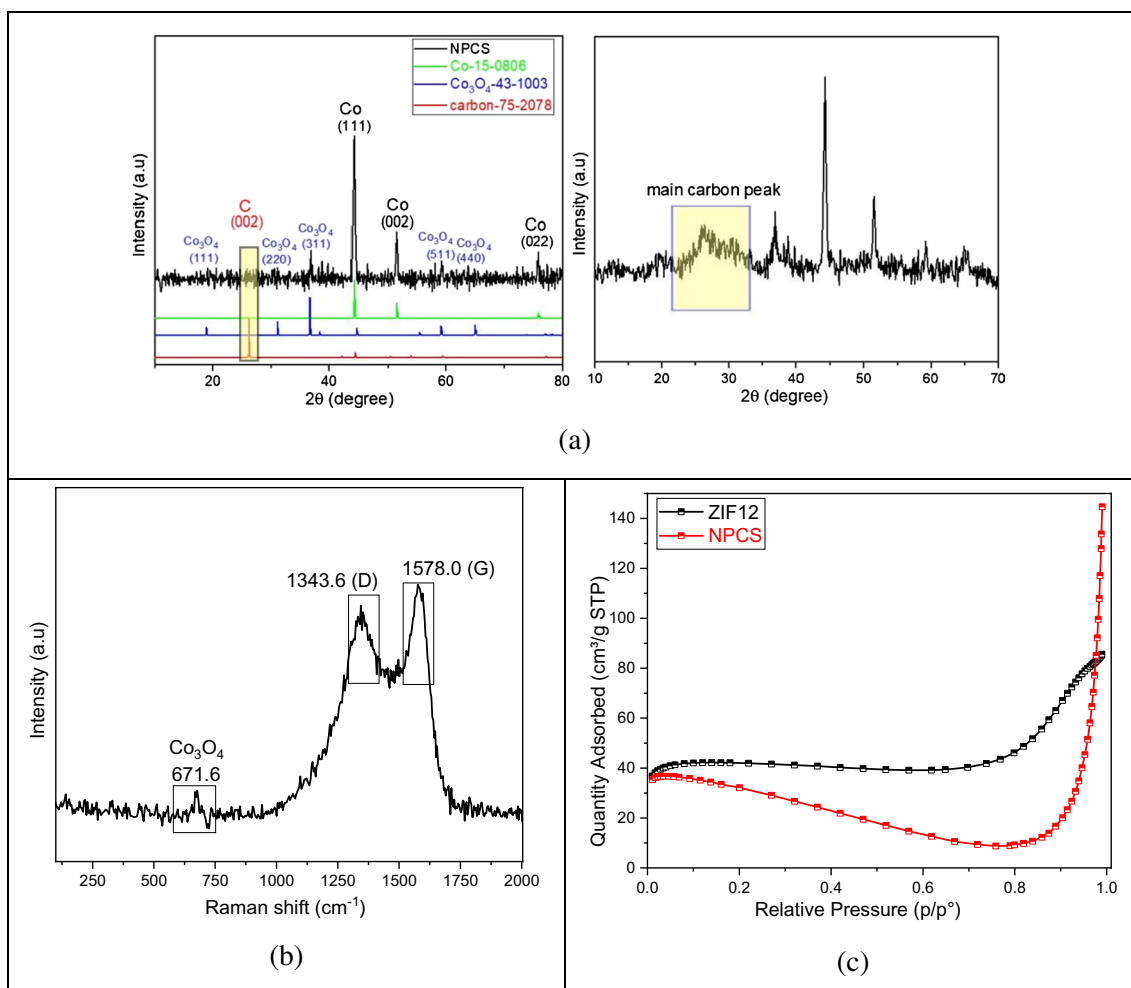 NPCS
Co-15-0806
Co₃O₄-43-1003
carbon-75-2078
Co
(111)
Co
(002)
Co
(022)
C
(002)
Co₃O₄
(111)
Co₃O₄
(220)
Co₃O₄
(311)
Co₃O₄
(511)
Co₃O₄
(440)
Intensity (a.u)
20 40 60 80
2θ (degree)
main carbon peak
Intensity (a.u)
10 20 30 40 50 60 70
2θ (degree)
(a)
1343.6 (D)
1578.0 (G)
Co₃O₄
671.6
Intensity (a.u)
250 500 750 1000 1250 1500 1750 2000
Raman shift (cm⁻¹)
(b)
ZIF12
NPCS
140
120
100
80
60
40
20
0
Quantity Adsorbed (cm³/g STP)
0.0 0.2 0.4 0.6 0.8 1.0
Relative Pressure (p/p°)
(c)